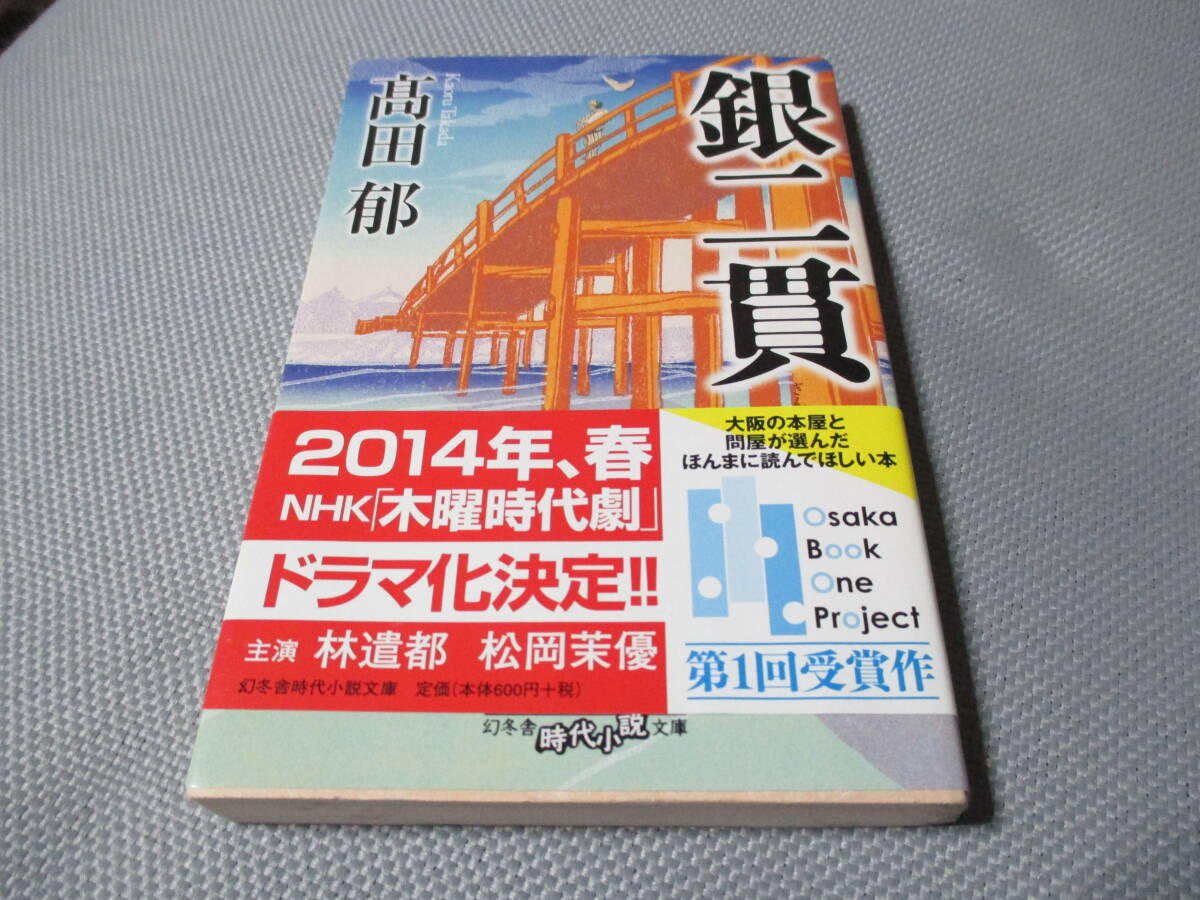 銀二貫
髙田郁
Kaoru Takada
2014年、春
NHK「木曜時代劇」
ドラマ化決定!!
主演 林遣都 松岡茉優
幻冬舎時代小説文庫 定価(本体600円+税)
大阪の本屋と
問屋が選んだ
ほんまに読んでほしい本
Osaka
Book
One
Project
第1回受賞作
幻冬舎時代小説文庫